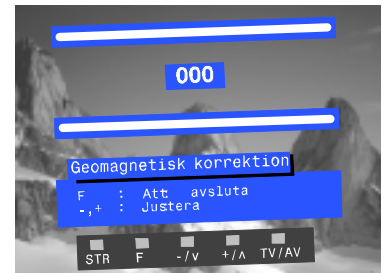 000
Geomagnetisk korrektion
F : Att avsluta
-,+ : Justera
STR F -/v +/∧ TV/AV